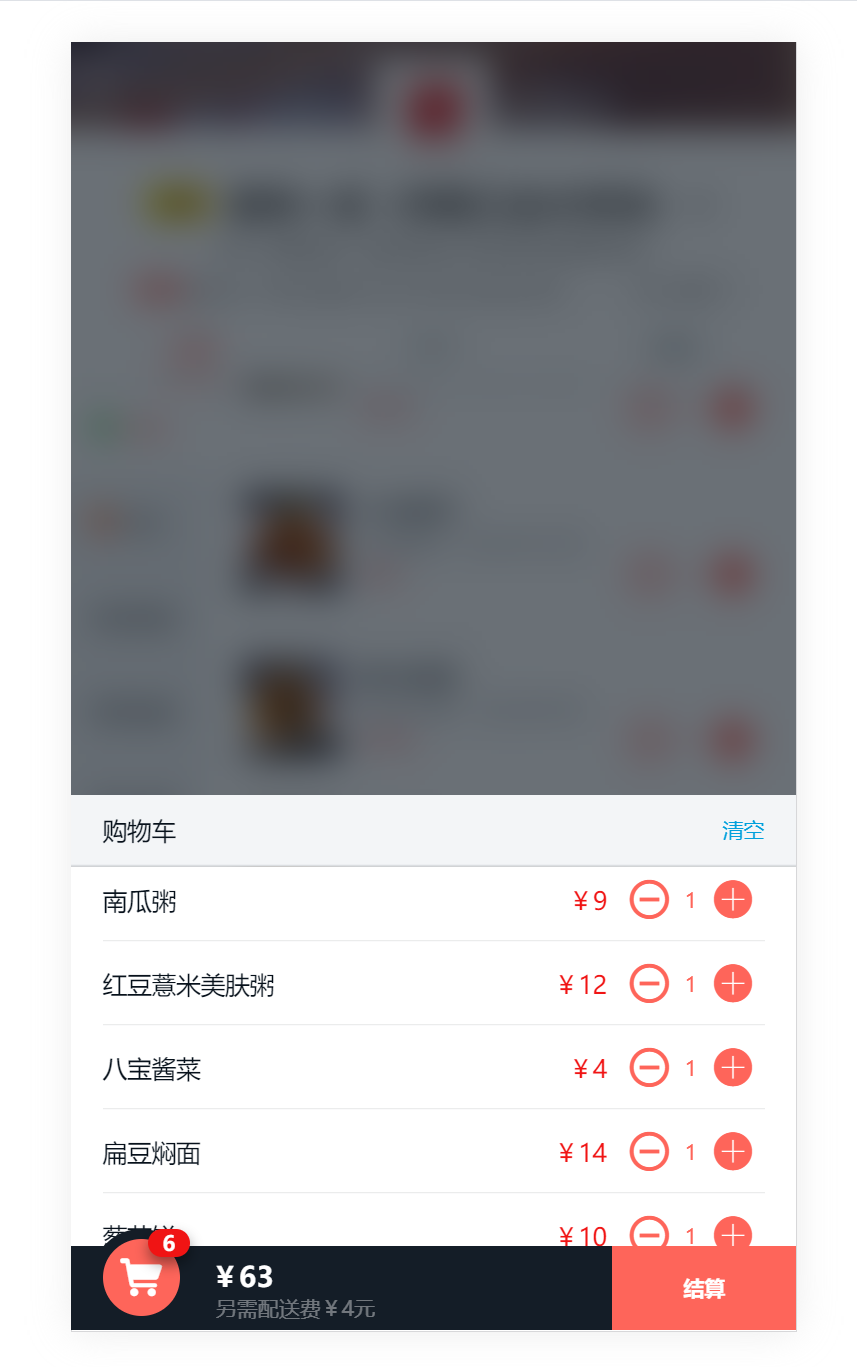 购物车 清空
南瓜粥 ¥9 1
红豆薏米美肤粥 ¥12 1
八宝酱菜 ¥4 1
扁豆焖面 ¥14 1
¥10 1
6
¥63
另需配送费¥4元
结算